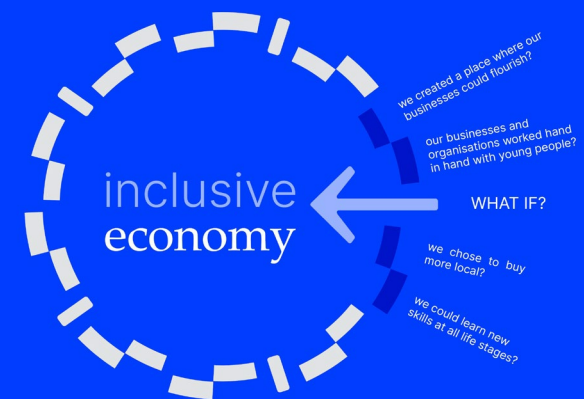 we created a place where our
businesses could flourish?
our businesses and
organisations worked hand
in hand with young people?
inclusive
economy
WHAT IF?
we chose to buy
more local?
we could learn new
skills at all life stages?